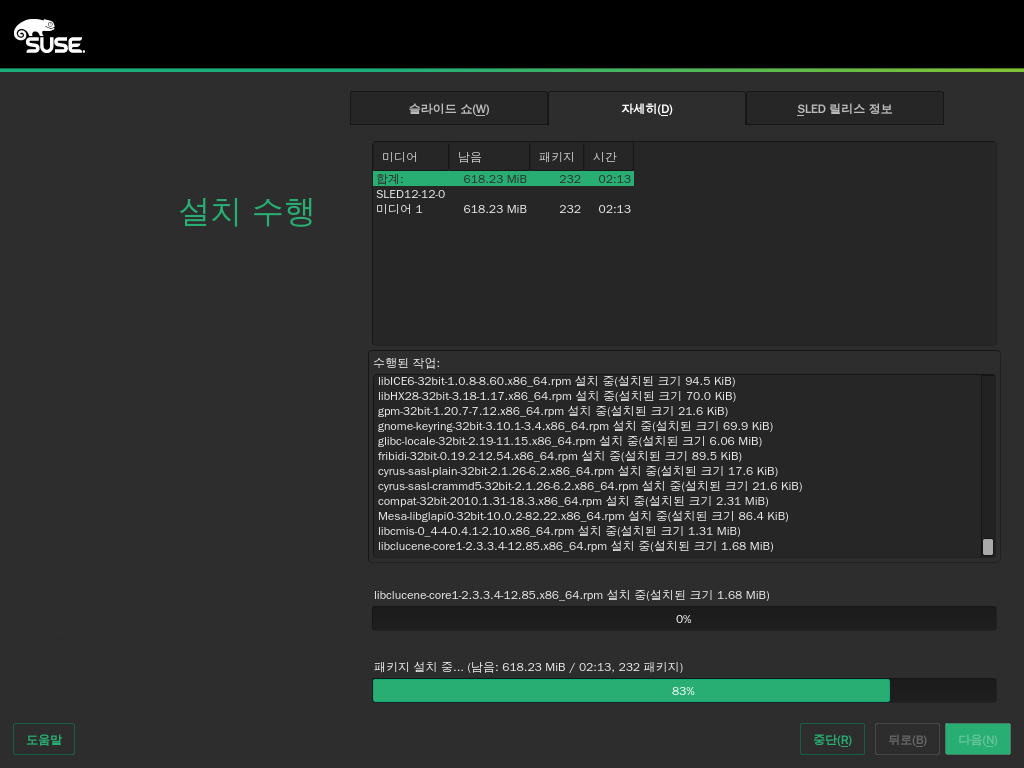 SUSE.
슬라이드 쇼(W) 자세히(D) SLED 릴리스 정보
미디어 남음 패키지 시간
합계: 618.23 MiB 232 02:13
SLED12-12-0
미디어 1 618.23 MiB 232 02:13
설치 수행
수행된 작업:
libICE6-32bit-1.0.8-8.60.x86_64.rpm 설치 중(설치된 크기 94.5 KiB)
libHX28-32bit-3.18-1.17.x86_64.rpm 설치 중(설치된 크기 70.0 KiB)
gpm-32bit-1.20.7-7.12.x86_64.rpm 설치 중(설치된 크기 21.6 KiB)
gnome-keyring-32bit-3.10.1-3.4.x86_64.rpm 설치 중(설치된 크기 69.9 KiB)
glibc-locale-32bit-2.19-11.15.x86_64.rpm 설치 중(설치된 크기 6.06 MiB)
fribidi-32bit-0.19.2-12.54.x86_64.rpm 설치 중(설치된 크기 89.5 KiB)
cyrus-sasl-plain-32bit-2.1.26-6.2.x86_64.rpm 설치 중(설치된 크기 17.6 KiB)
cyrus-sasl-crammd5-32bit-2.1.26-6.2.x86_64.rpm 설치 중(설치된 크기 21.6 KiB)
compat-32bit-2010.1.31-18.3.x86_64.rpm 설치 중(설치된 크기 2.31 MiB)
Mesa-libglapi0-32bit-10.0.2-82.22.x86_64.rpm 설치 중(설치된 크기 86.4 KiB)
libcmis-0_4-4-0.4.1-2.10.x86_64.rpm 설치 중(설치된 크기 1.31 MiB)
libclucene-core1-2.3.3.4-12.85.x86_64.rpm 설치 중(설치된 크기 1.68 MiB)
libclucene-core1-2.3.3.4-12.85.x86_64.rpm 설치 중(설치된 크기 1.68 MiB)
0%
패키지 설치 중... (남음: 618.23 MiB / 02:13, 232 패키지)
83%
도움말 중단(R) 뒤로(B) 다음(N)